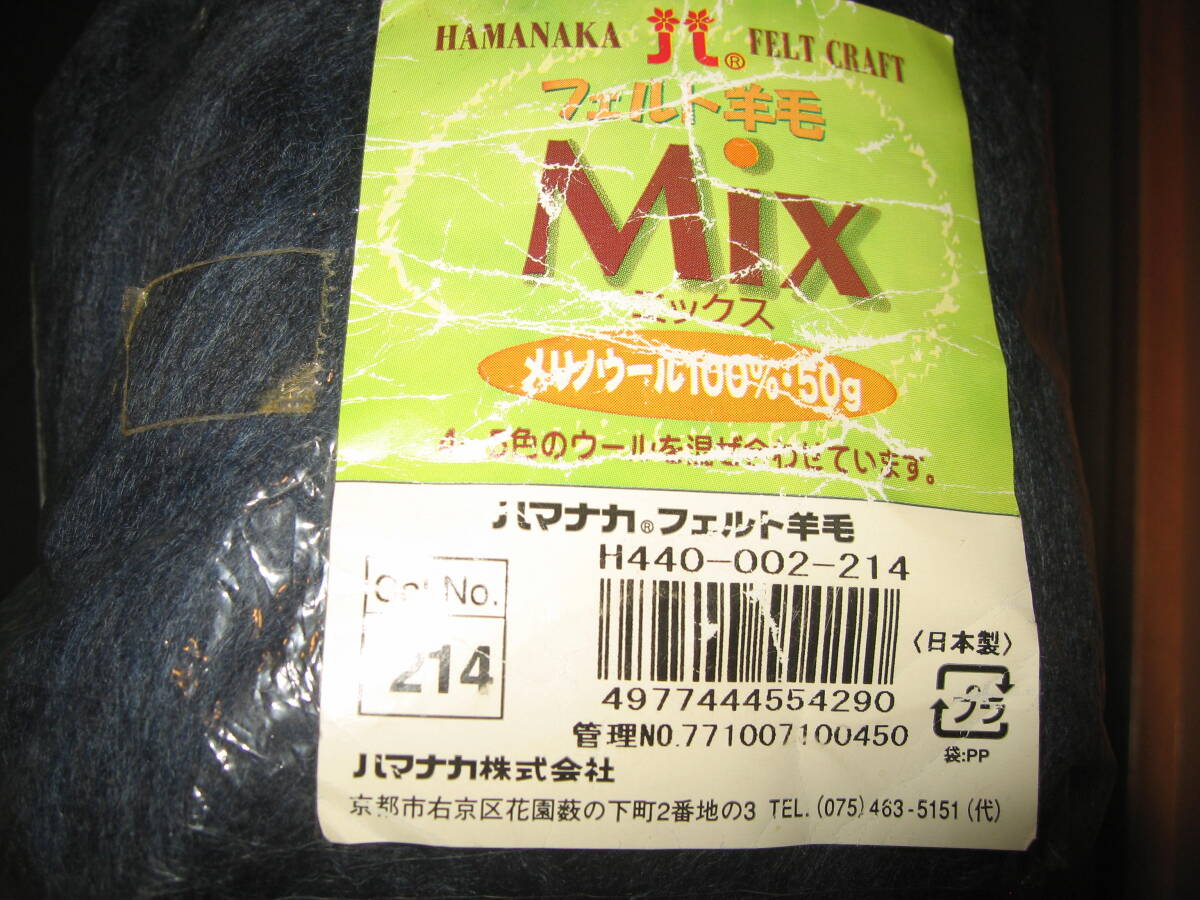 HAMANAKA ハ® FELT CRAFT
フェルト羊毛
Mix
ミックス
メリノウール100%・50g
4~5色のウールを混ぜ合わせています。
ハマナカ®フェルト羊毛
H440-002-214
Col No.
214
〈日本製〉
4977444554290
プラ
管理NO.771007100450
袋:PP
ハマナカ株式会社
京都市右京区花園薮の下町2番地の3 TEL.(075)463-5151(代)